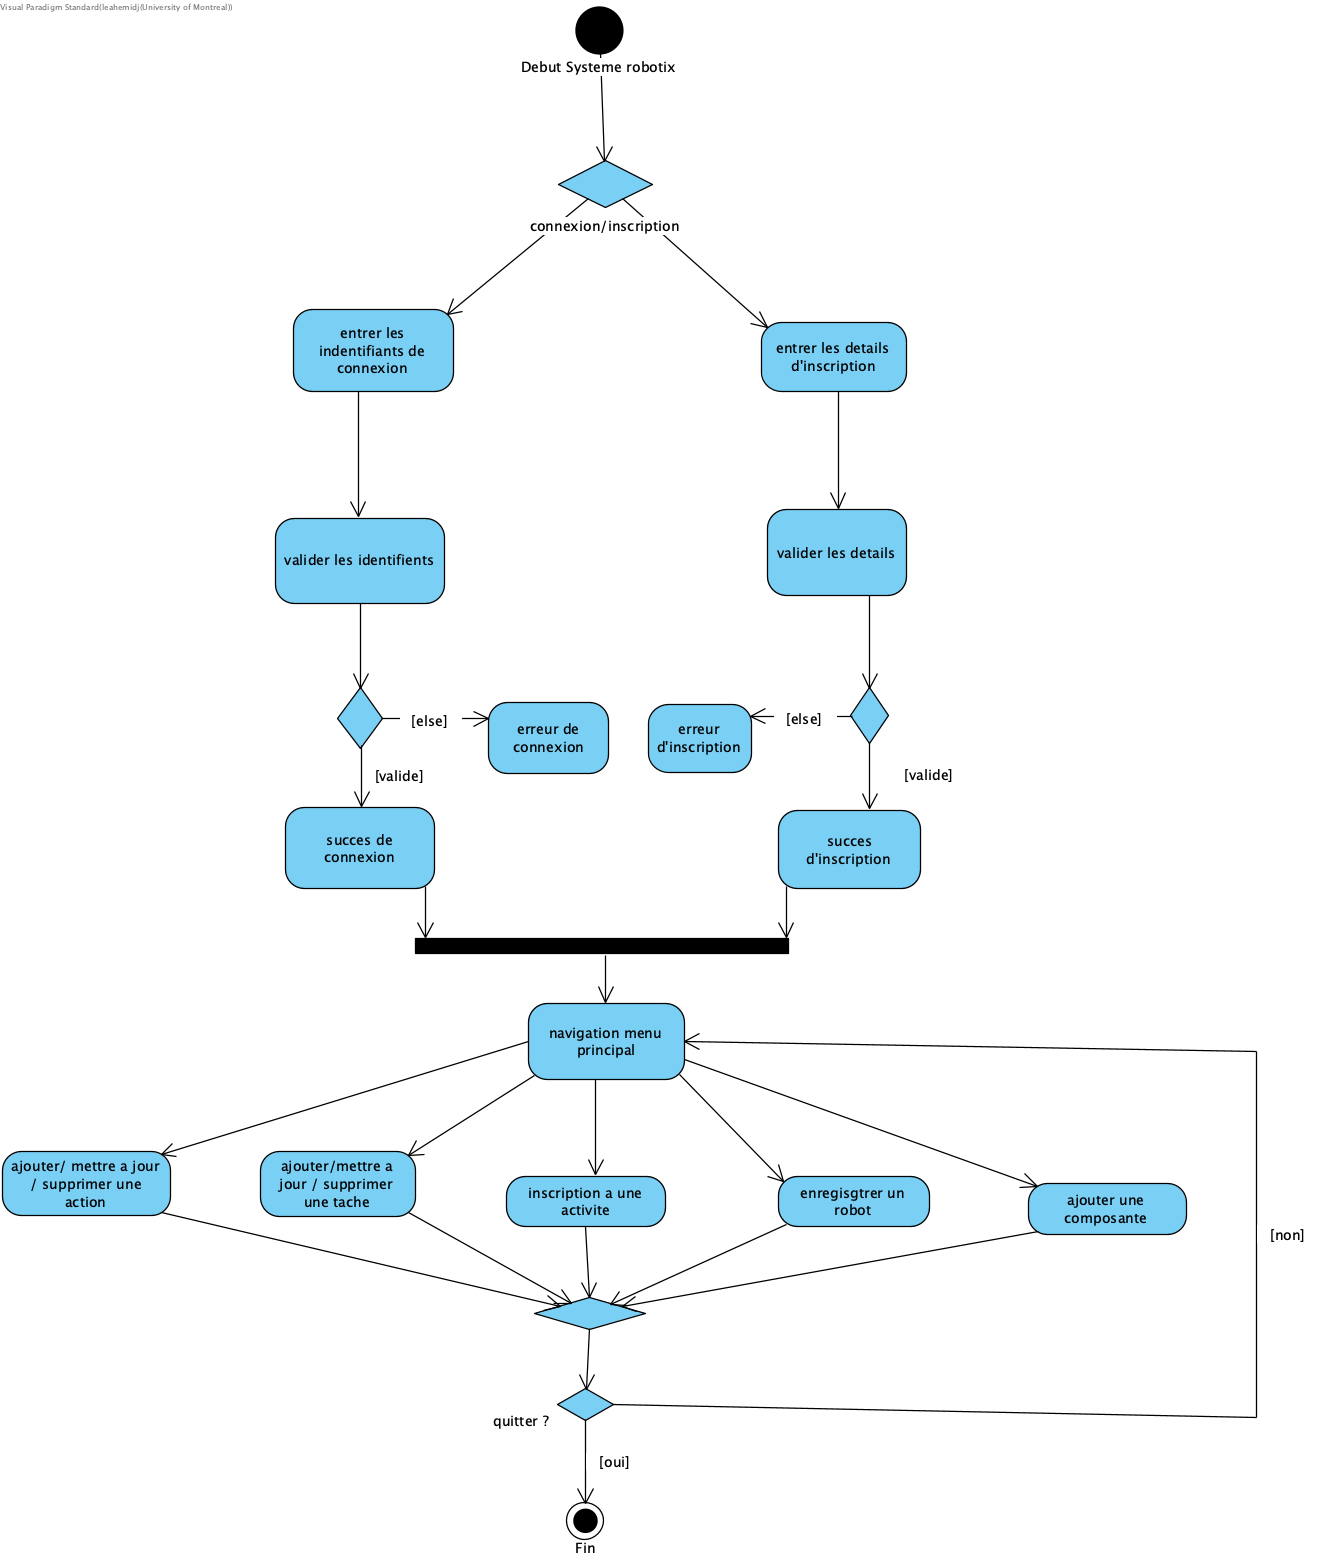 Visual Paradigm Standard(leahemidj(University of Montreal))
Debut Systeme robotix
connexion/inscription
entrer les
indentifiants de
connexion
entrer les details
d'inscription
valider les identifients
valider les details
[else]
erreur de
connexion
erreur
d'inscription
[else]
[valide]
[valide]
succes de
connexion
succes
d'inscription
navigation menu
principal
ajouter/ mettre a jour
/ supprimer une
action
ajouter/mettre a
jour / supprimer
une tache
inscription a une
activite
enregisgtrer un
robot
ajouter une
composante
[non]
quitter ?
[oui]
Fin